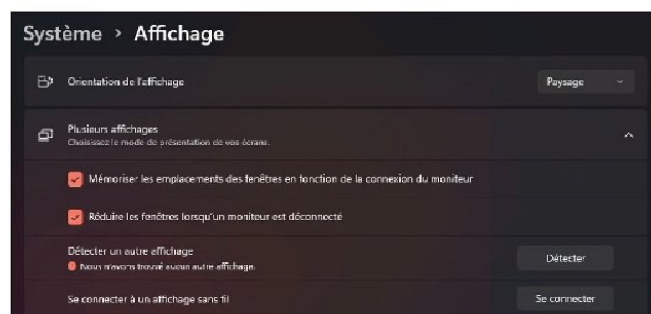 Système > Affichage
Orientation de l'affichage
Paysage
Plusieurs affichages
Choisissez le mode de présentation de vos écrans.
Mémoriser les emplacements des fenêtres en fonction de la connexion du moniteur
Réduire les fenêtres lorsqu'un moniteur est déconnecté
Détecter un autre affichage
Nous n'avons trouvé aucun autre affichage.
Détecter
Se connecter à un affichage sans fil
Se connecter